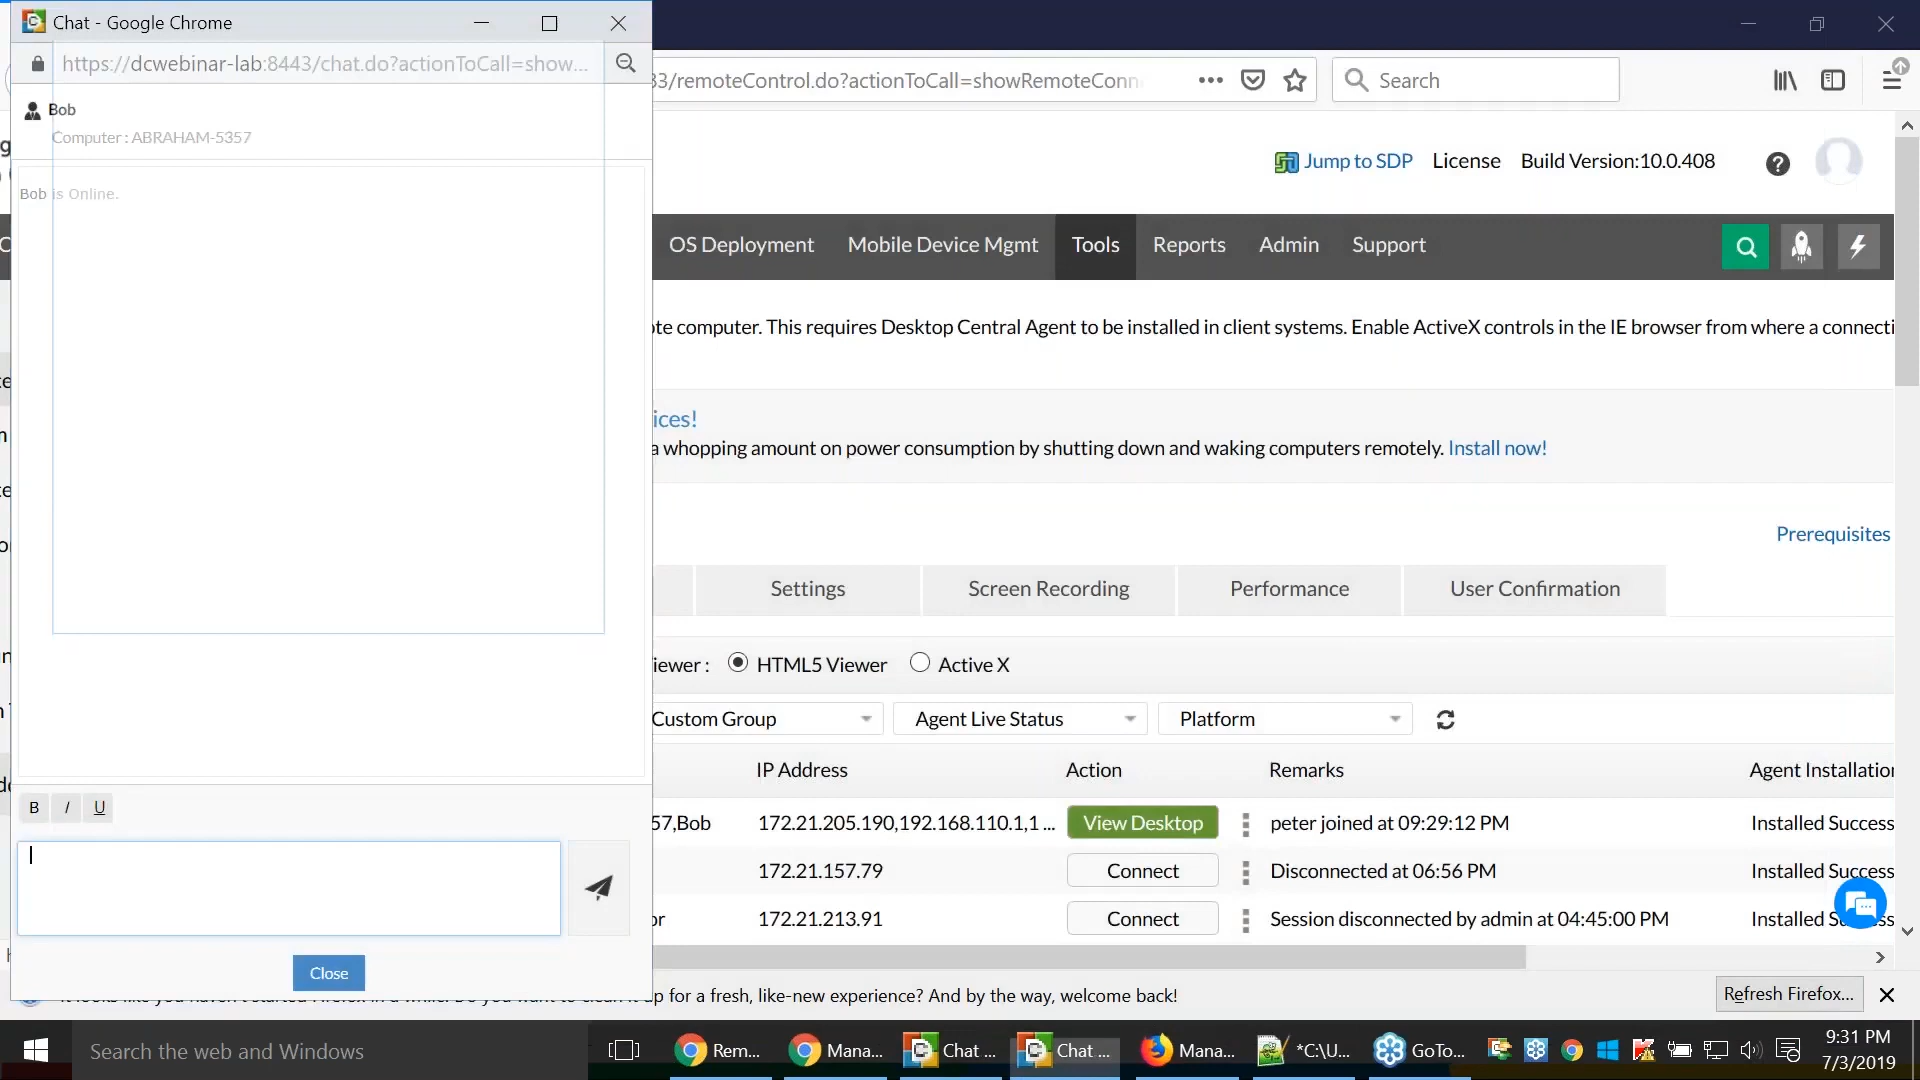 Chat - Google Chrome
https://dcwebinar-lab:8443/chat.do?actionToCall=show...
Bob
Computer : ABRAHAM-5357
Bob is Online.
B I U
Close
33/remoteControl.do?actionToCall=showRemoteConn
Search
Jump to SDP License Build Version:10.0.408
OS Deployment Mobile Device Mgmt Tools Reports Admin Support
te computer. This requires Desktop Central Agent to be installed in client systems. Enable ActiveX controls in the IE browser from where a connecti
ices!
a whopping amount on power consumption by shutting down and waking computers remotely. Install now!
Prerequisites
Settings Screen Recording Performance User Confirmation
iewer : HTML5 Viewer Active X
Custom Group Agent Live Status Platform
IP Address Action Remarks Agent Installation
57,Bob 172.21.205.190,192.168.110.1,1 ... View Desktop peter joined at 09:29:12 PM Installed Success
172.21.157.79 Connect Disconnected at 06:56 PM Installed Success
or 172.21.213.91 Connect Session disconnected by admin at 04:45:00 PM
up for a fresh, like-new experience? And by the way, welcome back!
Refresh Firefox...
Search the web and Windows
Rem... Mana... Chat ... Chat ... Mana... *C:\U... GoTo...
9:31 PM
7/3/2019